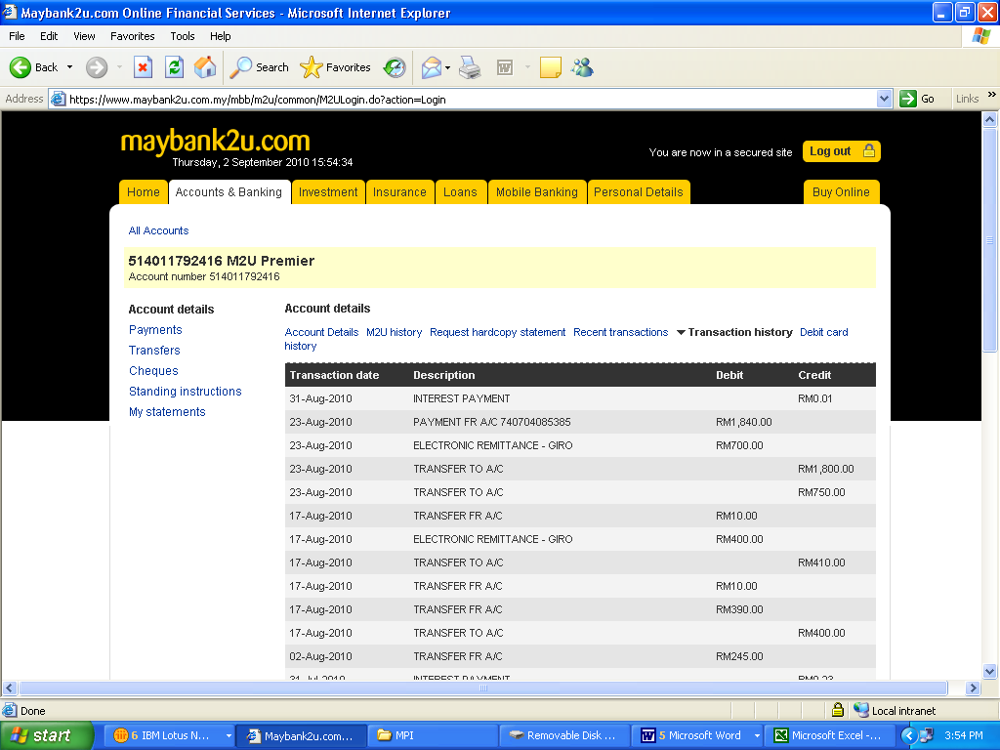 Maybank2u.com Online Financial Services - Microsoft Internet Explorer
File Edit View Favorites Tools Help
Back Search Favorites
Address https://www.maybank2u.com.my/mbb/m2u/common/M2ULogin.do?action=Login Go Links »
maybank2u.com
Thursday, 2 September 2010 15:54:34
You are now in a secured site Log out
Home Accounts & Banking Investment Insurance Loans Mobile Banking Personal Details Buy Online
All Accounts
514011792416 M2U Premier
Account number 514011792416
Account details
Payments
Transfers
Cheques
Standing instructions
My statements
Account details
Account Details M2U history Request hardcopy statement Recent transactions Transaction history Debit card
history
Transaction date Description Debit Credit
31-Aug-2010 INTEREST PAYMENT RM0.01
23-Aug-2010 PAYMENT FR A/C 740704085385 RM1,840.00
23-Aug-2010 ELECTRONIC REMITTANCE - GIRO RM700.00
23-Aug-2010 TRANSFER TO A/C RM1,800.00
23-Aug-2010 TRANSFER TO A/C RM750.00
17-Aug-2010 TRANSFER FR A/C RM10.00
17-Aug-2010 ELECTRONIC REMITTANCE - GIRO RM400.00
17-Aug-2010 TRANSFER TO A/C RM410.00
17-Aug-2010 TRANSFER FR A/C RM10.00
17-Aug-2010 TRANSFER FR A/C RM390.00
17-Aug-2010 TRANSFER TO A/C RM400.00
02-Aug-2010 TRANSFER FR A/C RM245.00
31-Jul-2010 INTEREST PAYMENT RM0.23
Done Local intranet
start 6 IBM Lotus N... Maybank2u.com... MPI Removable Disk ... 5 Microsoft Word Microsoft Excel -... 3:54 PM